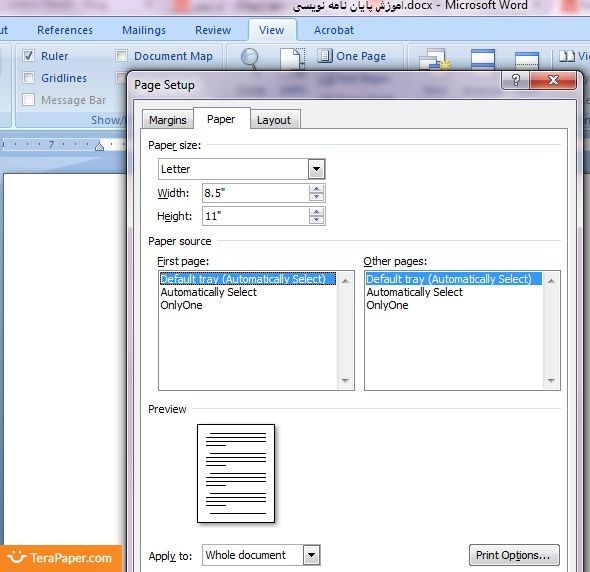 آموزش پایان نامه نویسی.docx - Microsoft Word
References Mailings Review View Acrobat
Ruler Document Map One Page
Gridlines
Message Bar
Show/
Page Setup
Margins Paper Layout
7
Paper size:
Letter
Width: 8.5"
Height: 11"
Paper source
First page: Other pages:
Default tray (Automatically Select) Default tray (Automatically Select)
Automatically Select Automatically Select
OnlyOne OnlyOne
Preview
Apply to: Whole document Print Options...
TeraPaper.com